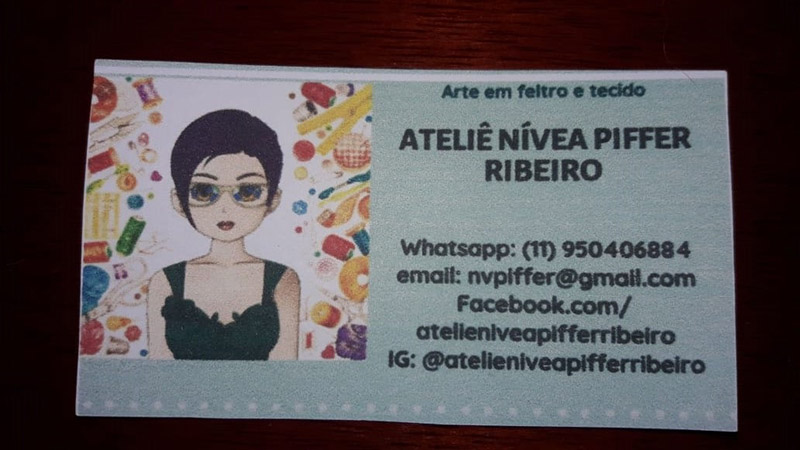 Arte em feltro e tecido
ATELIÊ NÍVEA PIFFER
RIBEIRO
Whatsapp: (11) 950406884
email: nvpiffer@gmail.com
Facebook.com/
atelieniveapifferribeiro
IG: @atelieniveapifferribeiro